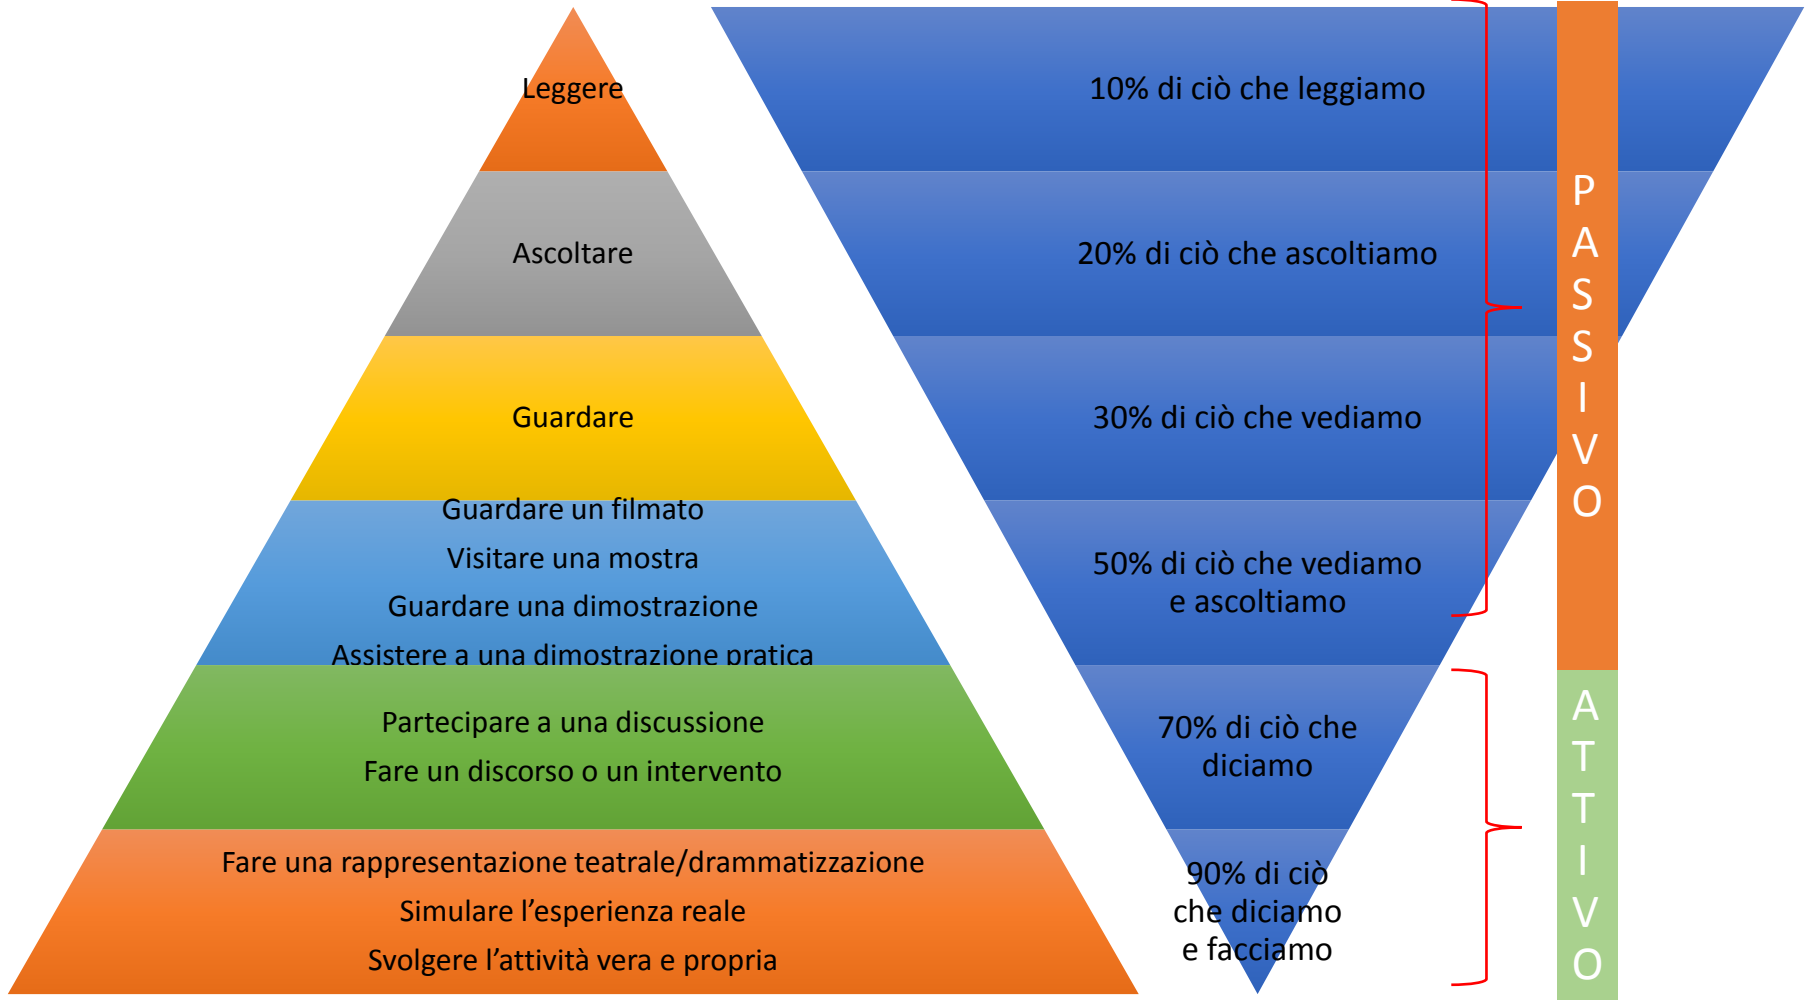 Leggere
Ascoltare
Guardare
Guardare un filmato
Visitare una mostra
Guardare una dimostrazione
Assistere a una dimostrazione pratica
Partecipare a una discussione
Fare un discorso o un intervento
Fare una rappresentazione teatrale/drammatizzazione
Simulare l’esperienza reale
Svolgere l’attività vera e propria
10% di ciò che leggiamo
20% di ciò che ascoltiamo
30% di ciò che vediamo
50% di ciò che vediamo
e ascoltiamo
70% di ciò che
diciamo
90% di ciò
che diciamo
e facciamo
PASSIVO
ATTIVO